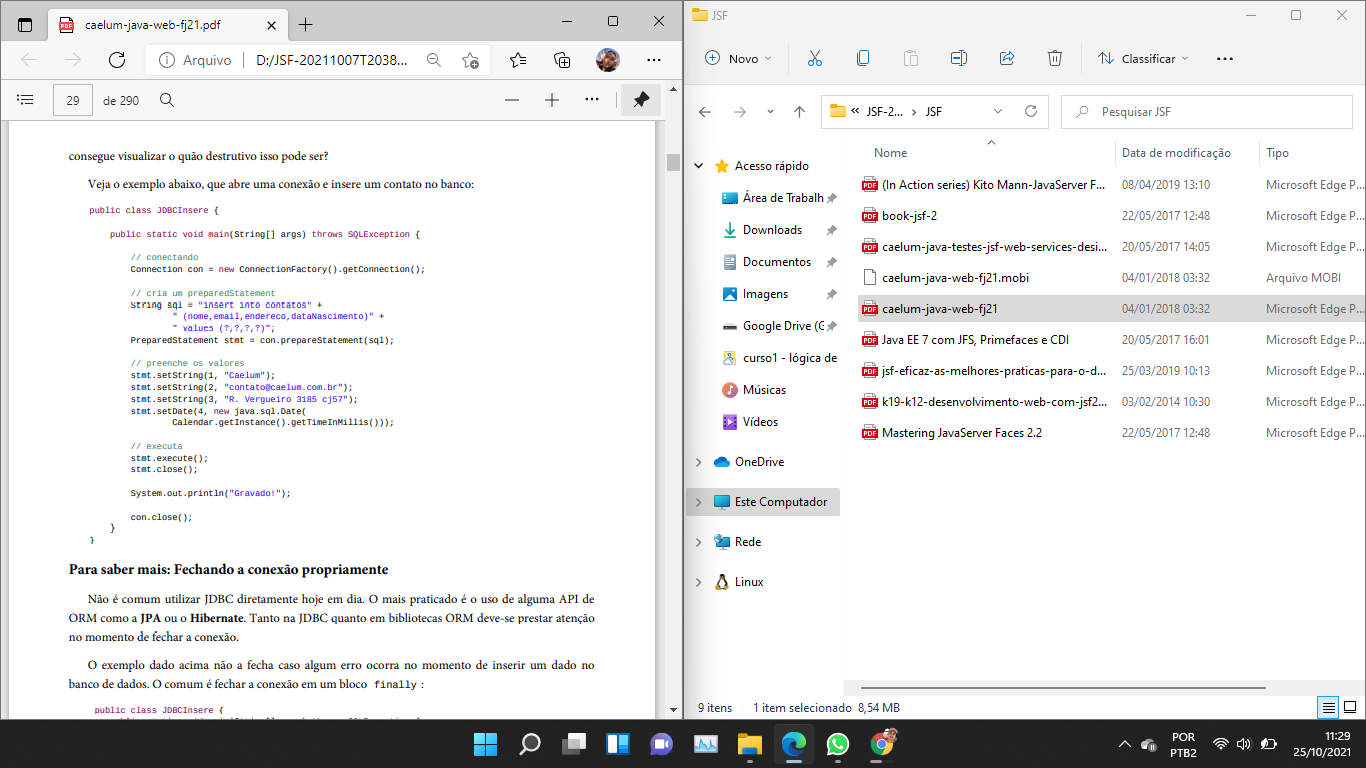 caelum-java-web-fj21.pdf
Arquivo
D:/JSF-20211007T2038...
29
de 290
consegue visualizar o quão destrutivo isso pode ser?
Veja o exemplo abaixo, que abre uma conexão e insere um contato no banco:
public class JDBCInsere {
public static void main(String[] args) throws SQLException {
// conectando
Connection con = new ConnectionFactory().getConnection();
// cria um preparedStatement
String sql = "insert into contatos" +
" (nome,email,endereco,dataNascimento)" +
" values (?,?,?,?)";
PreparedStatement stmt = con.prepareStatement(sql);
// preenche os valores
stmt.setString(1, "Caelum");
stmt.setString(2, "contato@caelum.com.br");
stmt.setString(3, "R. Vergueiro 3185 cj57");
stmt.setDate(4, new java.sql.Date(
Calendar.getInstance().getTimeInMillis()));
// executa
stmt.execute();
stmt.close();
System.out.println("Gravado!");
con.close();
}
}
Para saber mais: Fechando a conexão propriamente
Não é comum utilizar JDBC diretamente hoje em dia. O mais praticado é o uso de alguma API de
ORM como a JPA ou o Hibernate. Tanto na JDBC quanto em bibliotecas ORM deve-se prestar atenção
no momento de fechar a conexão.
O exemplo dado acima não a fecha caso algum erro ocorra no momento de inserir um dado no
banco de dados. O comum é fechar a conexão em um bloco finally :
public class JDBCInsere {
JSF
Novo
Classificar
JSF-2...
JSF
Pesquisar JSF
Acesso rápido
Área de Trabalh
Downloads
Documentos
Imagens
Google Drive (G
curso1 - lógica de
Músicas
Vídeos
OneDrive
Este Computador
Rede
Linux
Nome Data de modificação Tipo
(In Action series) Kito Mann-JavaServer F... 08/04/2019 13:10 Microsoft Edge P...
book-jsf-2 22/05/2017 12:48 Microsoft Edge P...
caelum-java-testes-jsf-web-services-desi... 20/05/2017 14:05 Microsoft Edge P...
caelum-java-web-fj21.mobi 04/01/2018 03:32 Arquivo MOBI
caelum-java-web-fj21 04/01/2018 03:32 Microsoft Edge P...
Java EE 7 com JFS, Primefaces e CDI 20/05/2017 16:01 Microsoft Edge P...
jsf-eficaz-as-melhores-praticas-para-o-d... 25/03/2019 10:13 Microsoft Edge P...
k19-k12-desenvolvimento-web-com-jsf2... 03/02/2014 10:30 Microsoft Edge P...
Mastering JavaServer Faces 2.2 22/05/2017 12:48 Microsoft Edge P...
9 itens 1 item selecionado 8,54 MB
POR
PTB2
11:29
25/10/2021